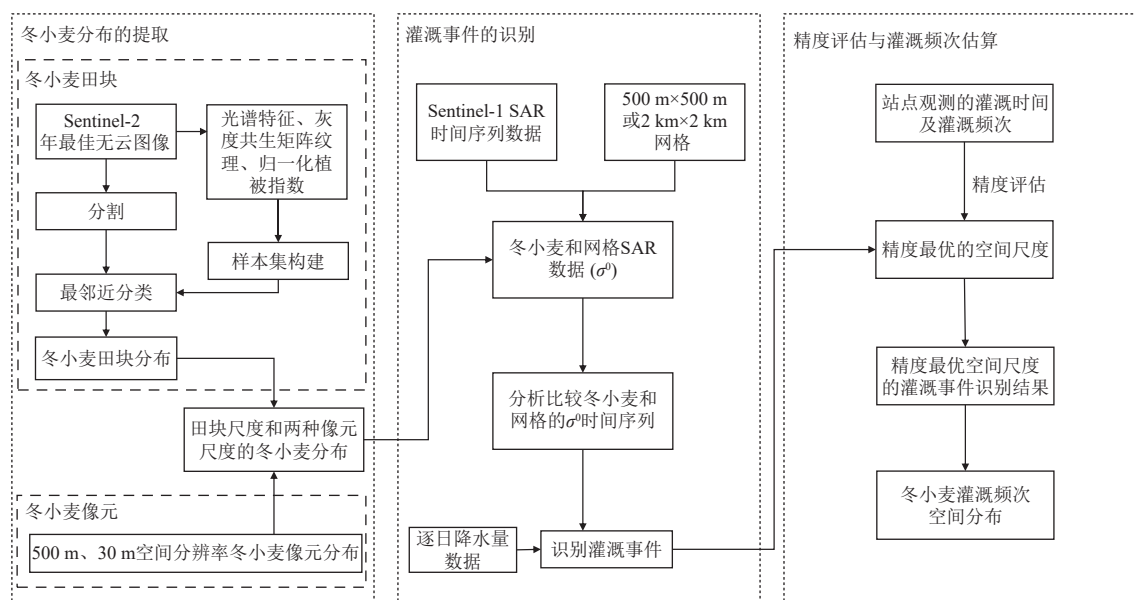 冬小麦分布的提取
冬小麦田块
Sentinel-2
年最佳无云图像
光谱特征、灰
度共生矩阵纹
理、归一化植
被指数
分割
样本集构建
最邻近分类
冬小麦田块分布
田块尺度和两种像元
尺度的冬小麦分布
冬小麦像元
500 m、30 m空间分辨率冬小麦像元分布
灌溉事件的识别
Sentinel-1 SAR
时间序列数据
500 m×500 m
或2 km×2 km
网格
冬小麦和网格SAR
数据 (σ⁰)
分析比较冬小麦和
网格的σ⁰时间序列
逐日降水量
数据
识别灌溉事件
精度评估与灌溉频次估算
站点观测的灌溉时间
及灌溉频次
精度评估
精度最优的空间尺度
精度最优空间尺度
的灌溉事件识别结果
冬小麦灌溉频次
空间分布